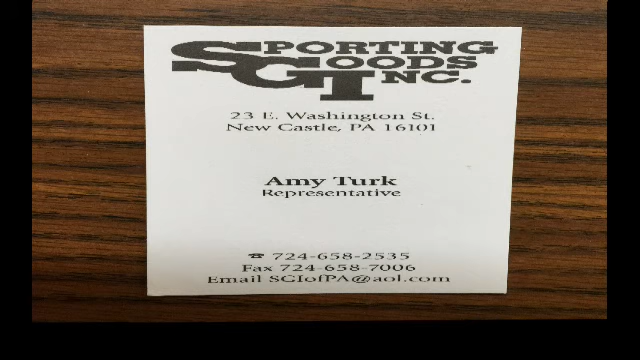 SPORTING
GOODS
INC.
23 E. Washington St.
New Castle, PA 16101
Amy Turk
Representative
☎ 724-658-2535
Fax 724-658-7006
Email SGIofPA@aol.com